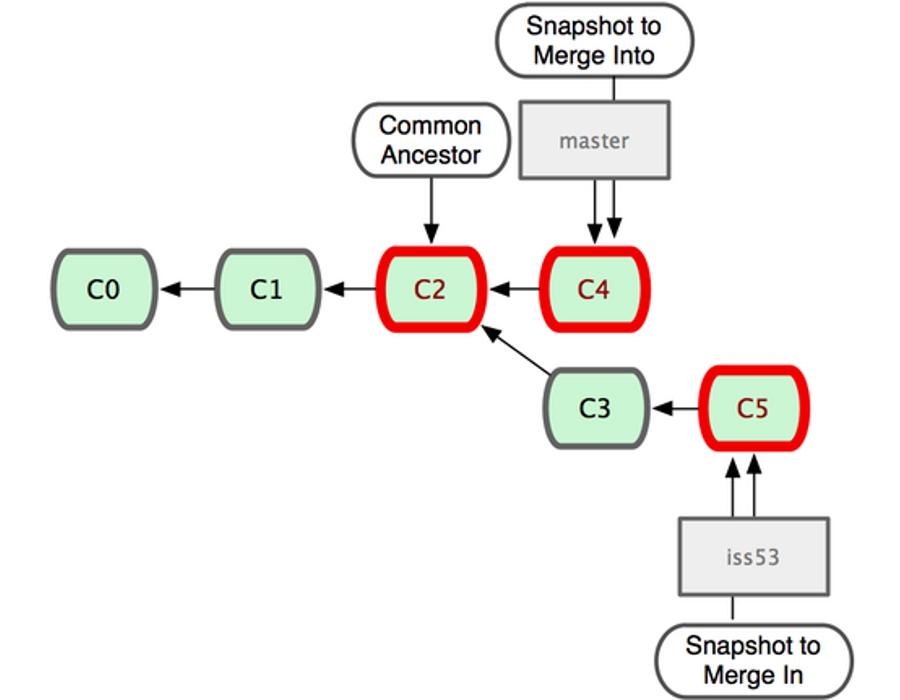 Snapshot to
Merge Into
Common
Ancestor
master
C0
C1
C2
C4
C3
C5
iss53
Snapshot to
Merge In